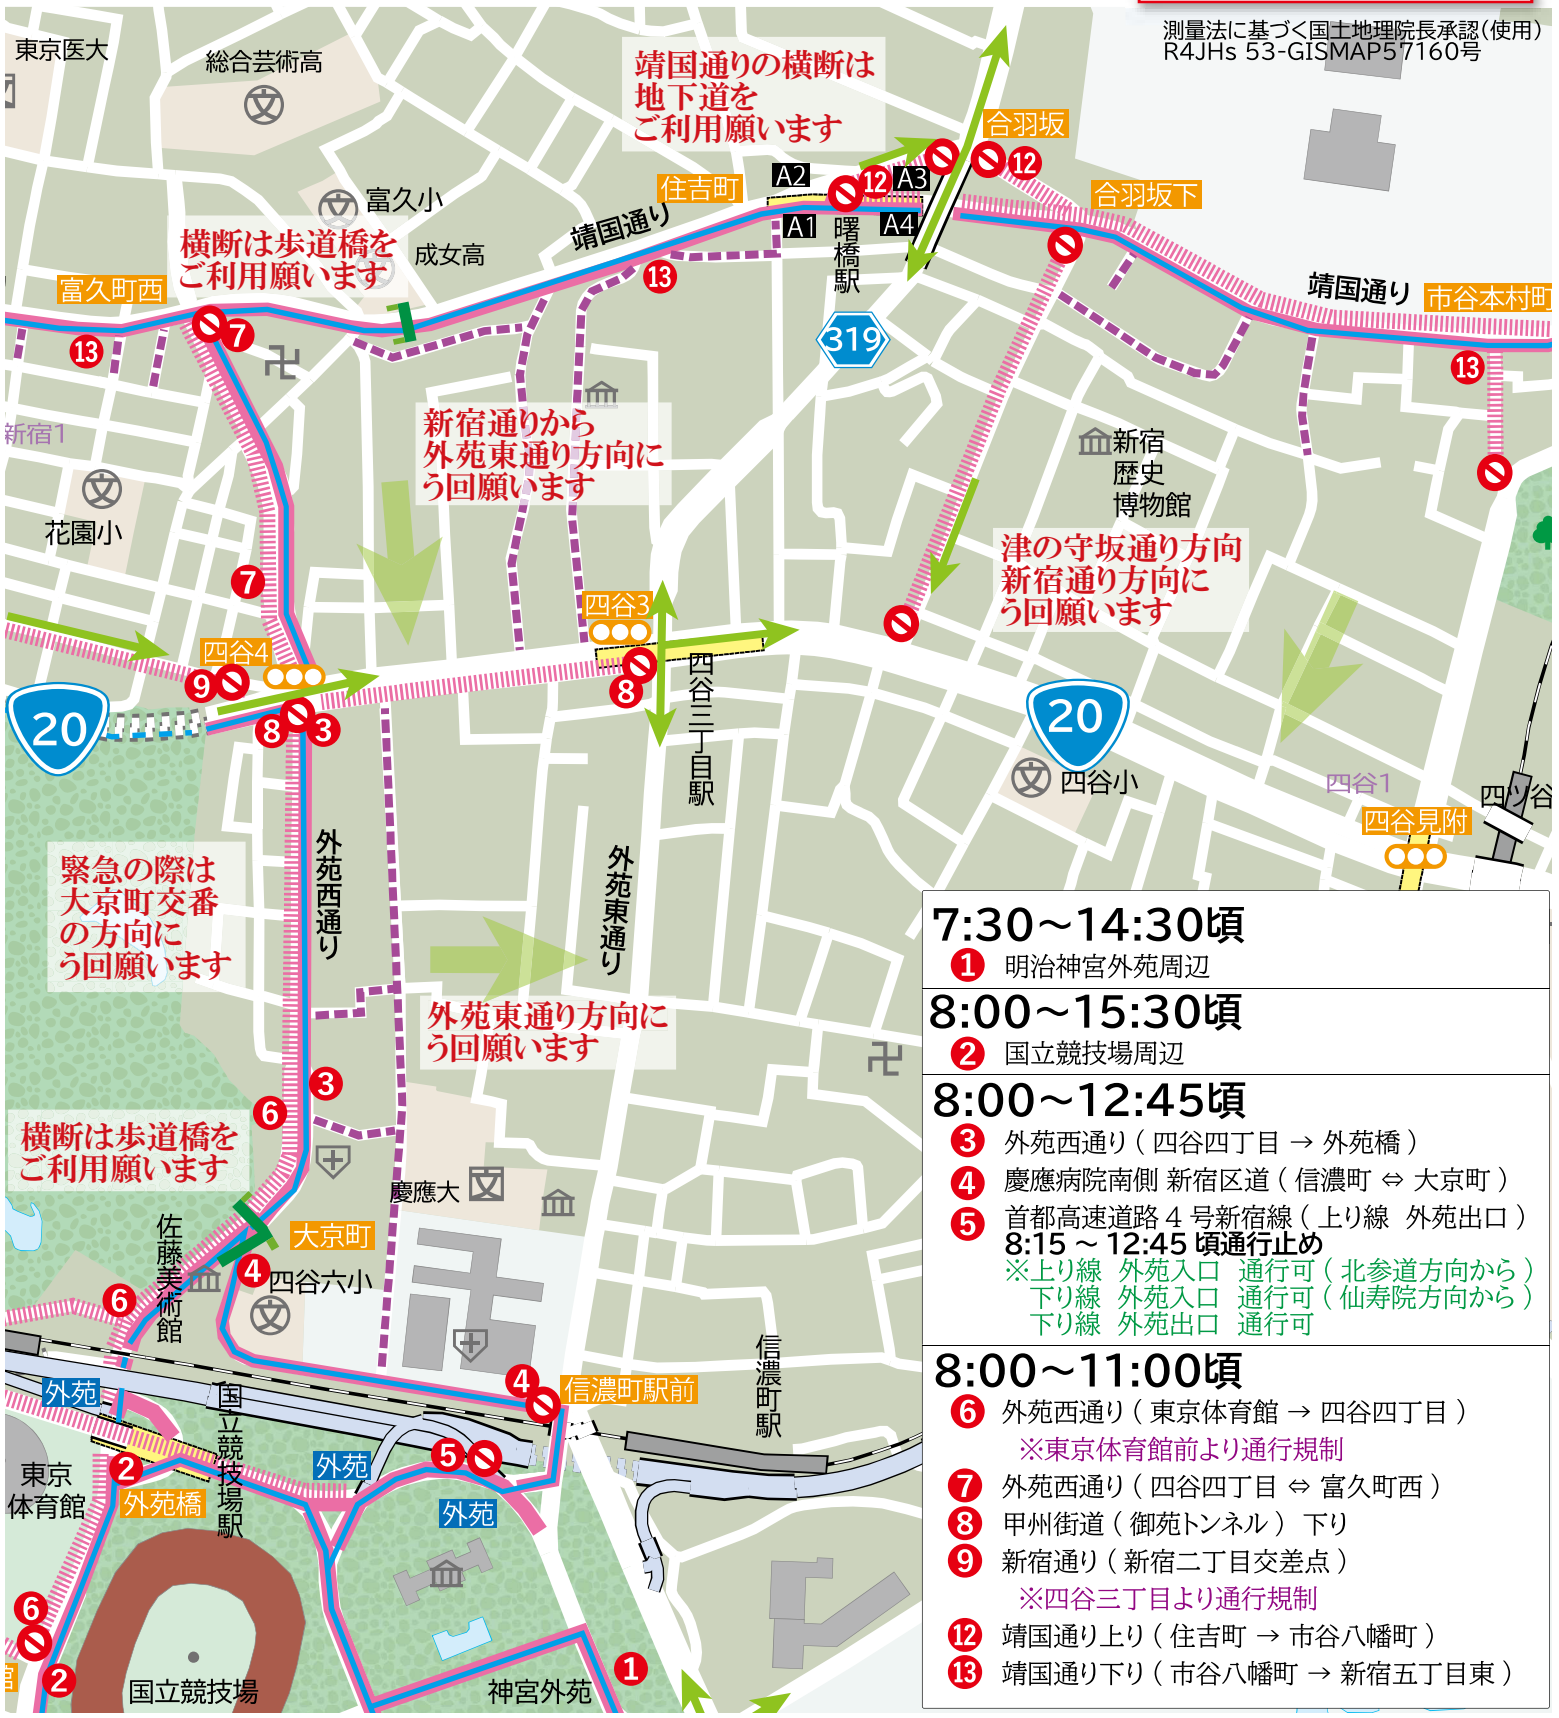 測量法に基づく国土地理院長承認（使用）
R4JHs 53-GISMAP57160号
東京医大
総合芸術高
靖国通りの横断は
地下道を
ご利用願います
合羽坂
12
住吉町
A2
12
A3
合羽坂下
富久小
靖国通り
A1
A4
曙橋駅
横断は歩道橋を
ご利用願います
成女高
13
富久町西
靖国通り
市谷本村町
7
13
319
13
新宿1
新宿通りから
外苑東通り方向に
う回願います
新宿
歴史
博物館
花園小
津の守坂通り方向
新宿通り方向に
う回願います
7
四谷3
四谷4
9
8
四谷三丁目駅
20
8
3
20
四谷小
四谷1
四ツ谷
四谷見附
外苑西通り
外苑東通り
緊急の際は
大京町交番
の方向に
う回願います
外苑東通り方向に
う回願います
3
6
横断は歩道橋を
ご利用願います
慶應大
佐藤美術館
大京町
4
四谷六小
6
信濃町駅
4
信濃町駅前
外苑
国立競技場駅
5
外苑
2
東京
体育館
外苑橋
外苑
6
2
国立競技場
神宮外苑
1
7:30～14:30頃
1 明治神宮外苑周辺
8:00～15:30頃
2 国立競技場周辺
8:00～12:45頃
3 外苑西通り（ 四谷四丁目 → 外苑橋 ）
4 慶應病院南側 新宿区道（ 信濃町 ⇔ 大京町 ）
5 首都高速道路 4 号新宿線（ 上り線 外苑出口 ）
8:15 ～ 12:45 頃通行止め
※上り線 外苑入口 通行可（ 北参道方向から ）
下り線 外苑入口 通行可（ 仙寿院方向から ）
下り線 外苑出口 通行可
8:00～11:00頃
6 外苑西通り（ 東京体育館 → 四谷四丁目 ）
※東京体育館前より通行規制
7 外苑西通り（ 四谷四丁目 ⇔ 富久町西 ）
8 甲州街道（ 御苑トンネル ） 下り
9 新宿通り（ 新宿二丁目交差点 ）
※四谷三丁目より通行規制
12 靖国通り上り（ 住吉町 → 市谷八幡町 ）
13 靖国通り下り（ 市谷八幡町 → 新宿五丁目東 ）